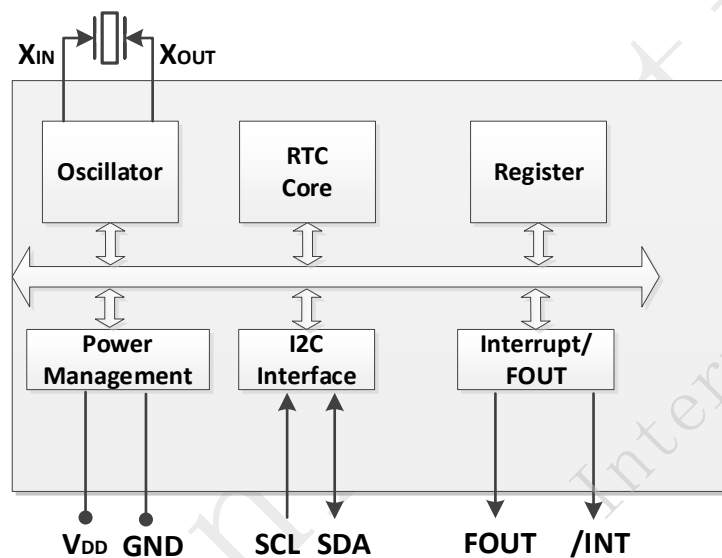 XIN XOUT
Oscillator
RTC
Core
Register
Power
Management
I2C
Interface
Interrupt/
FOUT
VDD GND SCL SDA FOUT /INT